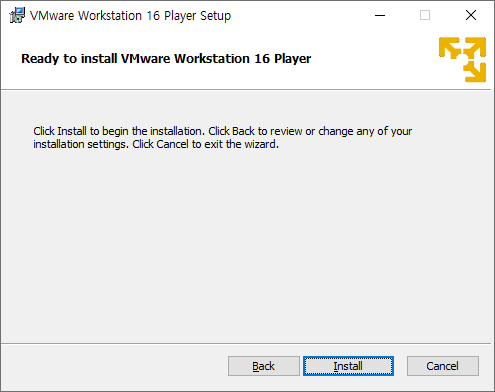 VMware Workstation 16 Player Setup
Ready to install VMware Workstation 16 Player
Click Install to begin the installation. Click Back to review or change any of your
installation settings. Click Cancel to exit the wizard.
Back Install Cancel